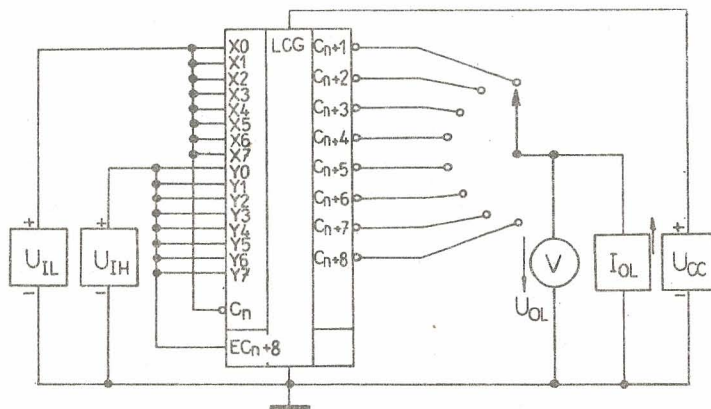 X0
X1
X2
X3
X4
X5
X6
X7
Y0
Y1
Y2
Y3
Y4
Y5
Y6
Y7
Cn
ECn+8
LCG
Cn+1
Cn+2
Cn+3
Cn+4
Cn+5
Cn+6
Cn+7
Cn+8
+
UIL
−
+
UIH
−
UOL
V
IOL
+
UCC
−